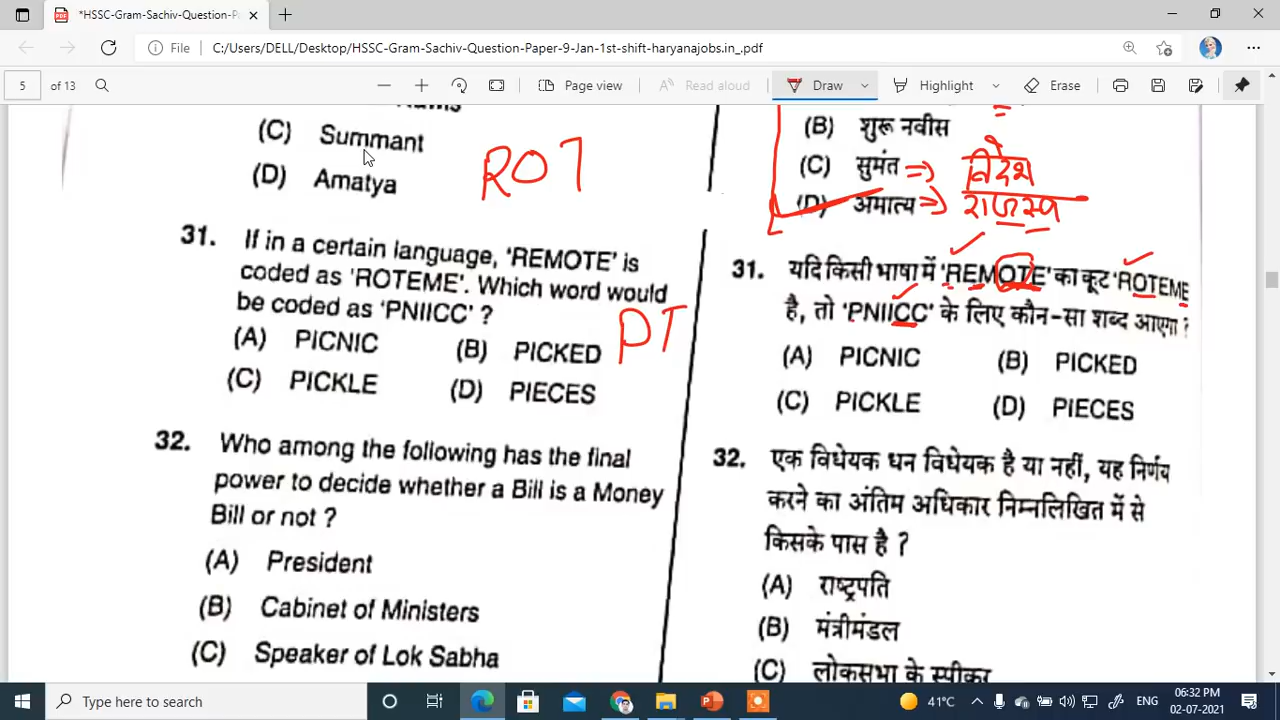 *HSSC-Gram-Sachiv-Question-Pap
File
C:/Users/DELL/Desktop/HSSC-Gram-Sachiv-Question-Paper-9-Jan-1st-shift-haryanajobs.in_.pdf
5 of 13
Page view
Read aloud
Draw
Highlight
Erase
(C) Summant
(D) Amatya
ROT
31. If in a certain language, 'REMOTE' is
coded as 'ROTEME'. Which word would
be coded as 'PNIICC' ?
(A) PICNIC
(B) PICKED
(C) PICKLE
(D) PIECES
32. Who among the following has the final
power to decide whether a Bill is a Money
Bill or not ?
(A) President
(B) Cabinet of Ministers
(C) Speaker of Lok Sabha
(B) शुरू नवीस
(C) सुमंत ⇒ निर्देश
(D) अमात्य ⇒ राजस्व
31. यदि किसी भाषा में 'REMOTE' का कूट 'ROTEME
है, तो 'PNIICC' के लिए कौन-सा शब्द आएगा ?
(A) PICNIC
(B) PICKED
(C) PICKLE
(D) PIECES
32. एक विधेयक धन विधेयक है या नहीं, यह निर्णय
करने का अंतिम अधिकार निम्नलिखित में से
किसके पास है ?
(A) राष्ट्रपति
(B) मंत्रीमंडल
(C) लोकसभा के स्पीकर
Type here to search
41°C
ENG
06:32 PM
02-07-2021